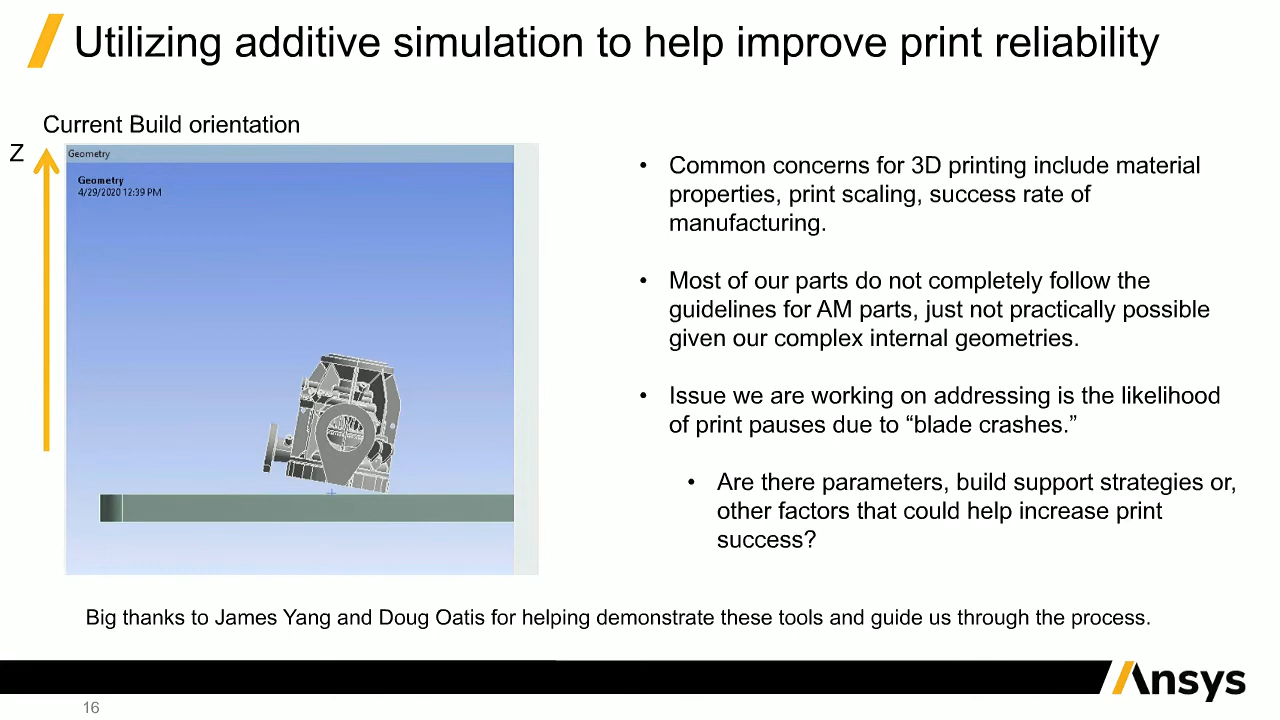 Utilizing additive simulation to help improve print reliability
Current Build orientation
Z
Geometry
Geometry
4/29/2020 12:39 PM
• Common concerns for 3D printing include material
properties, print scaling, success rate of
manufacturing.
• Most of our parts do not completely follow the
guidelines for AM parts, just not practically possible
given our complex internal geometries.
• Issue we are working on addressing is the likelihood
of print pauses due to “blade crashes.”
• Are there parameters, build support strategies or,
other factors that could help increase print
success?
Big thanks to James Yang and Doug Oatis for helping demonstrate these tools and guide us through the process.
Ansys
16